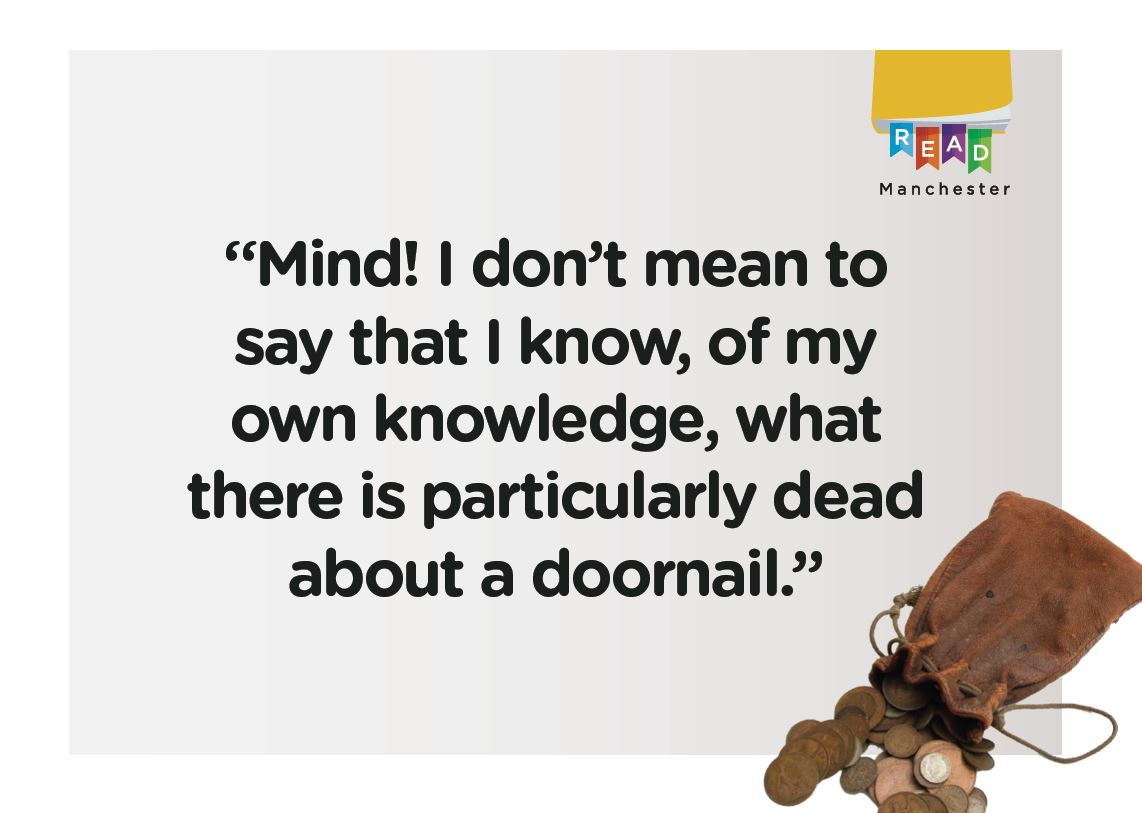 READ
Manchester
“Mind! I don’t mean to
say that I know, of my
own knowledge, what
there is particularly dead
about a doornail.”